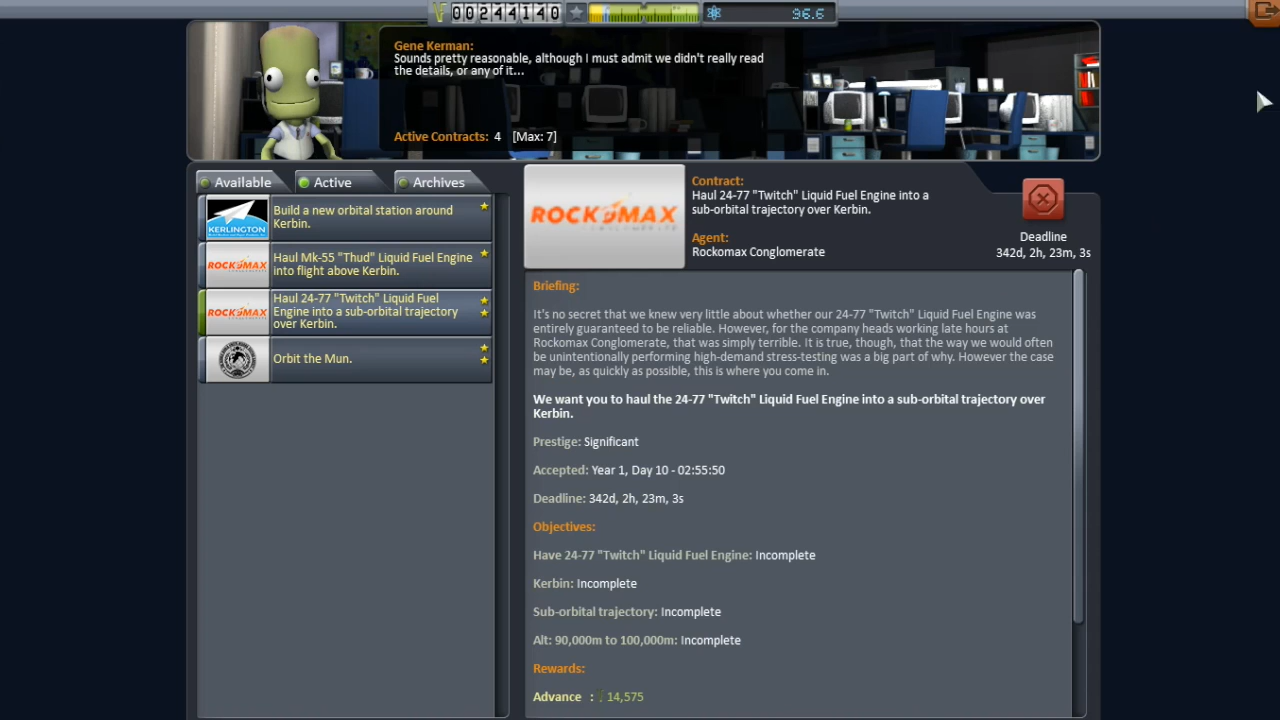 00244140
96.6
Gene Kerman:
Sounds pretty reasonable, although I must admit we didn't really read
the details, or any of it...
Active Contracts: 4 [Max: 7]
Available
Active
Archives
KERLINGTON
Build a new orbital station around
Kerbin.
ROCKOMAX
Haul Mk-55 "Thud" Liquid Fuel Engine
into flight above Kerbin.
ROCKOMAX
Haul 24-77 "Twitch" Liquid Fuel
Engine into a sub-orbital trajectory
over Kerbin.
Orbit the Mun.
ROCKOMAX
CONGLOMERATE
Contract:
Haul 24-77 "Twitch" Liquid Fuel Engine into a
sub-orbital trajectory over Kerbin.
Agent:
Rockomax Conglomerate
Deadline
342d, 2h, 23m, 3s
Briefing:
It's no secret that we knew very little about whether our 24-77 "Twitch" Liquid Fuel Engine was
entirely guaranteed to be reliable. However, for the company heads working late hours at
Rockomax Conglomerate, that was simply terrible. It is true, though, that the way we would often
be unintentionally performing high-demand stress-testing was a big part of why. However the case
may be, as quickly as possible, this is where you come in.
We want you to haul the 24-77 "Twitch" Liquid Fuel Engine into a sub-orbital trajectory over
Kerbin.
Prestige: Significant
Accepted: Year 1, Day 10 - 02:55:50
Deadline: 342d, 2h, 23m, 3s
Objectives:
Have 24-77 "Twitch" Liquid Fuel Engine: Incomplete
Kerbin: Incomplete
Sub-orbital trajectory: Incomplete
Alt: 90,000m to 100,000m: Incomplete
Rewards:
Advance : 14,575